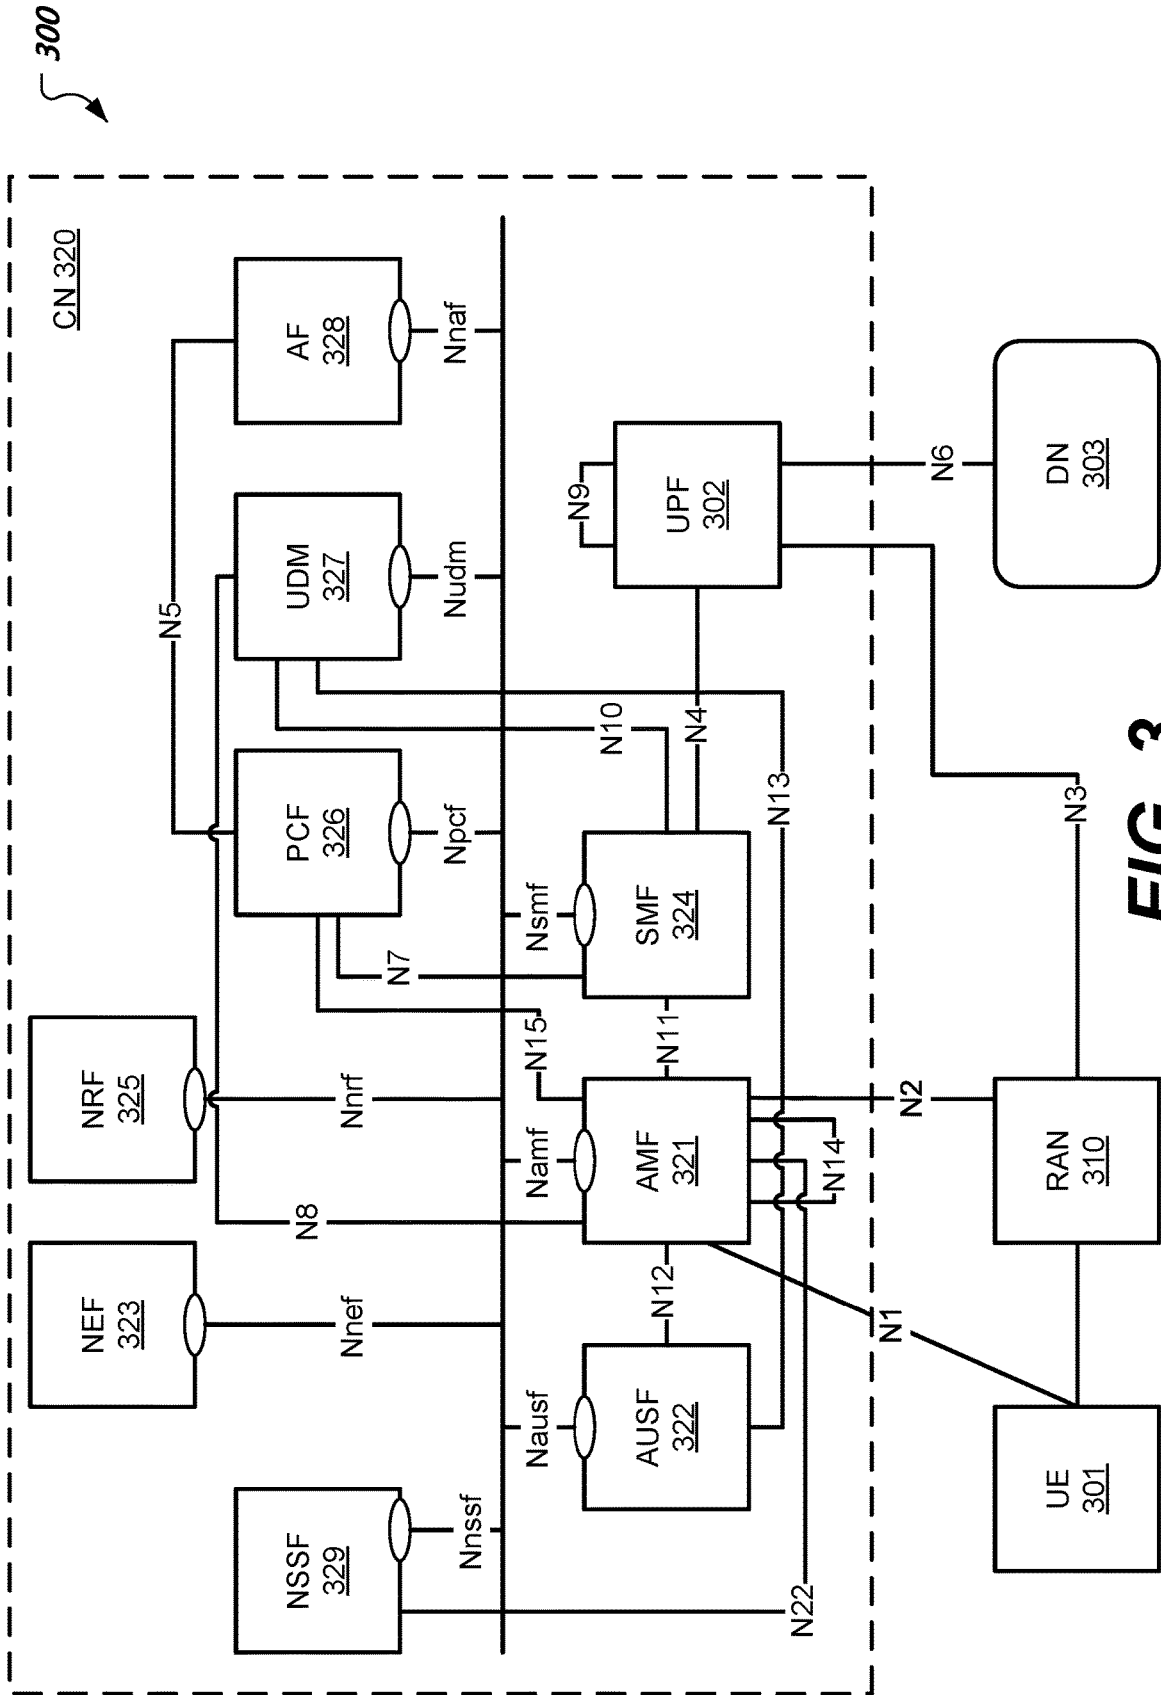 300
CN 320
NEF
323
NRF
325
N5
NSSF
329
PCF
326
UDM
327
AF
328
N8
Nnef
Nnrf
N7
Nnssf
Npcf
Nudm
Nnaf
Nausf
Namf
N15
Nsmf
N9
N10
AUSF
322
N12
AMF
321
N11
SMF
324
N4
UPF
302
N13
N22
N14
N1
N2
N6
UE
301
RAN
310
N3
DN
303
FIG. 3